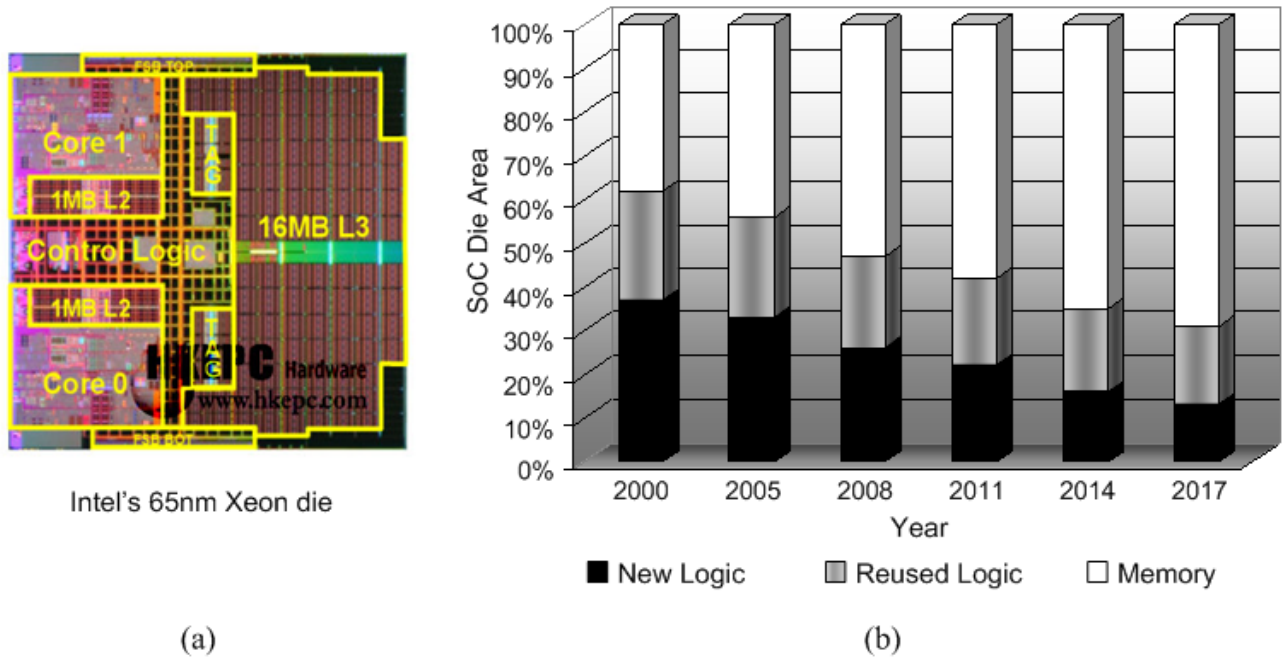 FSB TOP
Core 1
TAG
1MB L2
16MB L3
Control Logic
1MB L2
TAG
HKEPC Hardware
Core 0
www.hkepc.com
FSB BOT
Intel's 65nm Xeon die
(a)
100%
90%
80%
70%
60%
50%
40%
30%
20%
10%
0%
SoC Die Area
2000 2005 2008 2011 2014 2017
Year
New Logic Reused Logic Memory
(b)